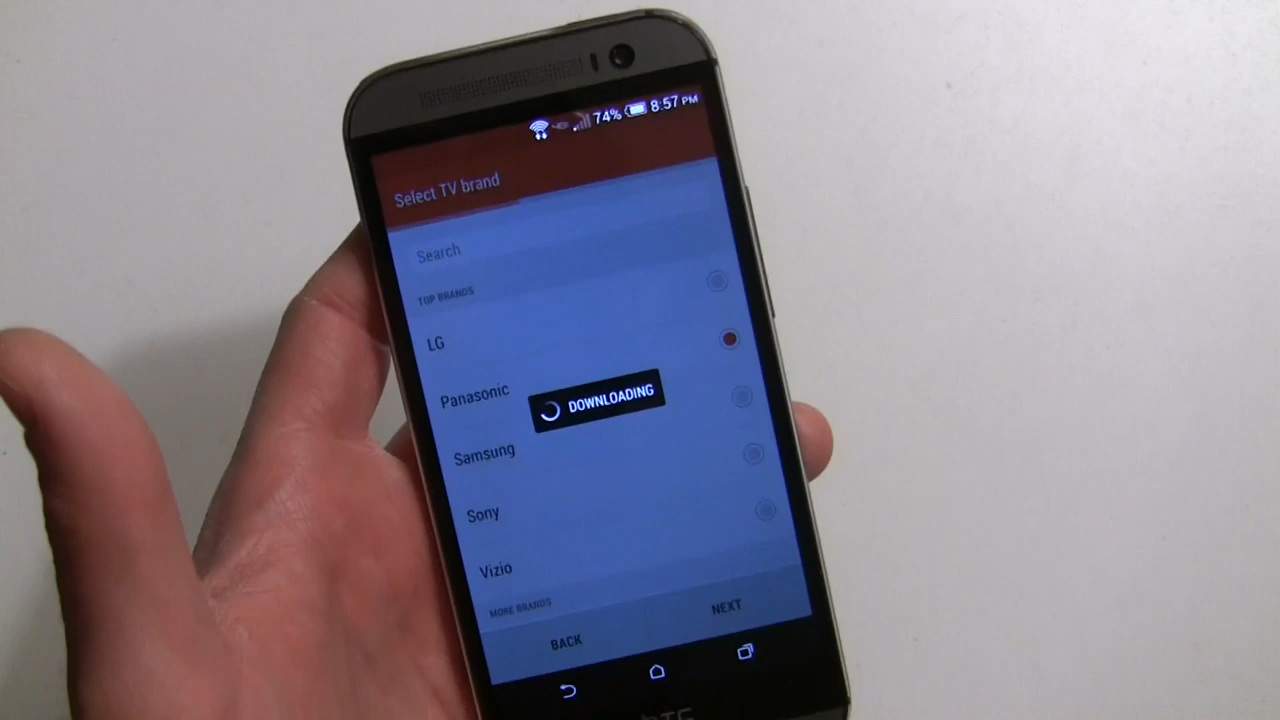 74% 8:57 PM
Select TV brand
Search
TOP BRANDS
LG
Panasonic
DOWNLOADING
Samsung
Sony
Vizio
MORE BRANDS
BACK NEXT
hTC